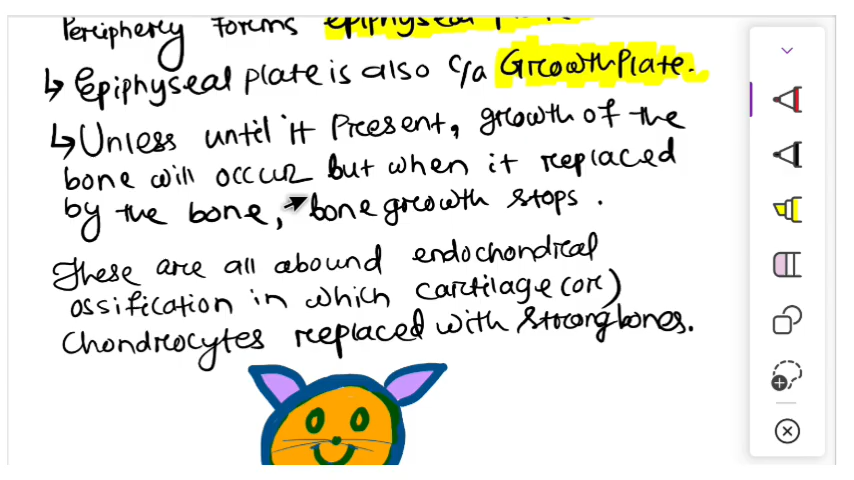 Periphery forms epiphyseal plate
↳ Epiphyseal plate is also c/a Growth Plate.
↳ Unless until it Present, growth of the
bone will occur but when it replaced
by the bone, bone growth stops.
These are all abound endochondral
ossification in which cartilage (or)
Chondrocytes replaced with strong bones.